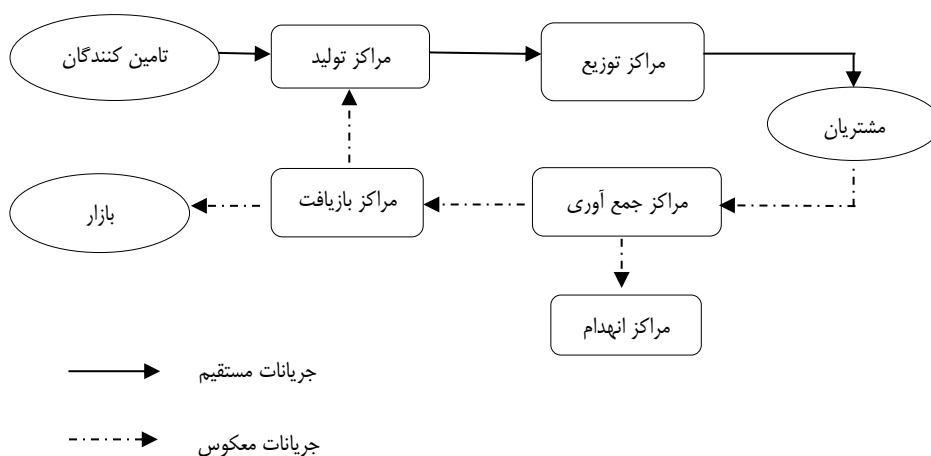 تامین کنندگان
مراکز تولید
مراکز توزیع
مشتریان
مراکز جمع آوری
مراکز بازیافت
بازار
مراکز انهدام
جریانات مستقیم
جریانات معکوس